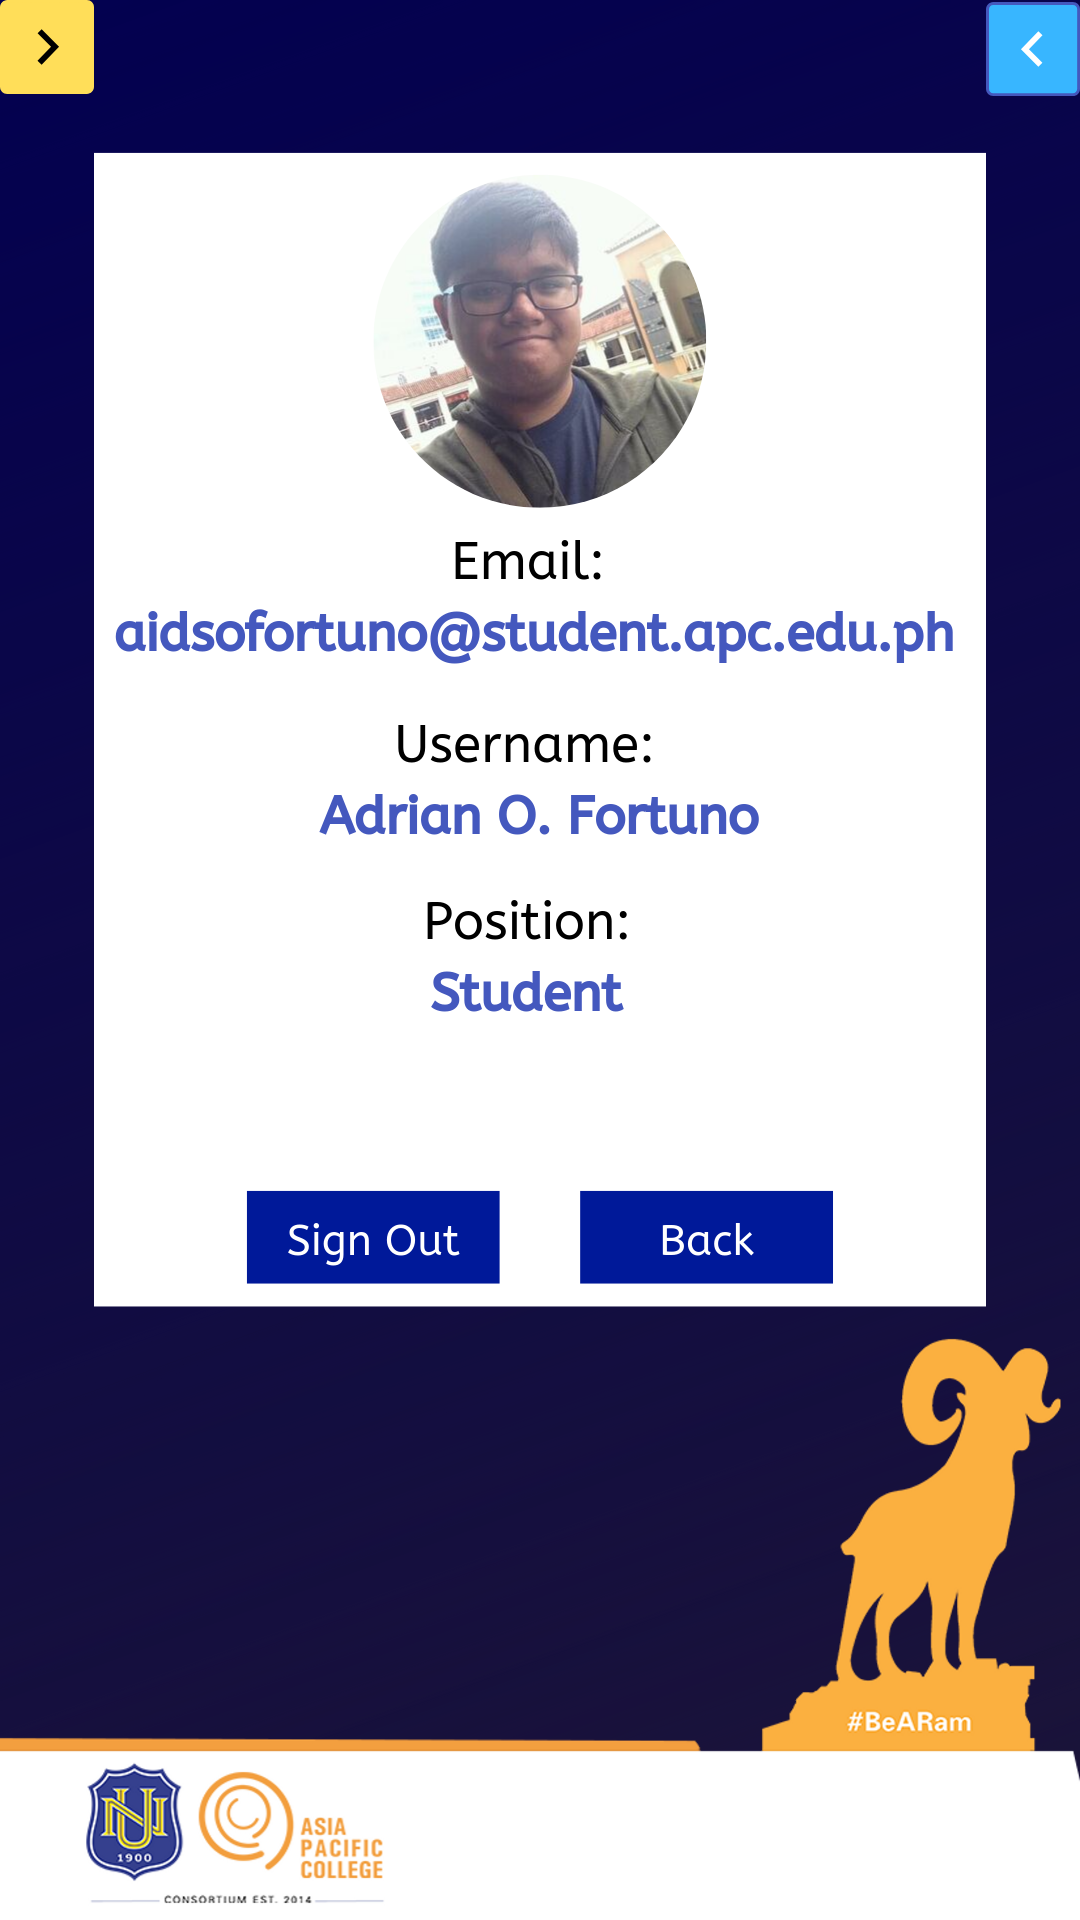 Email:
aidsofortuno@student.apc.edu.ph
Username:
Adrian O. Fortuno
Position:
Student
Sign Out
Back
#BeARam
NU
1900
ASIA
PACIFIC
COLLEGE
CONSORTIUM EST. 2014